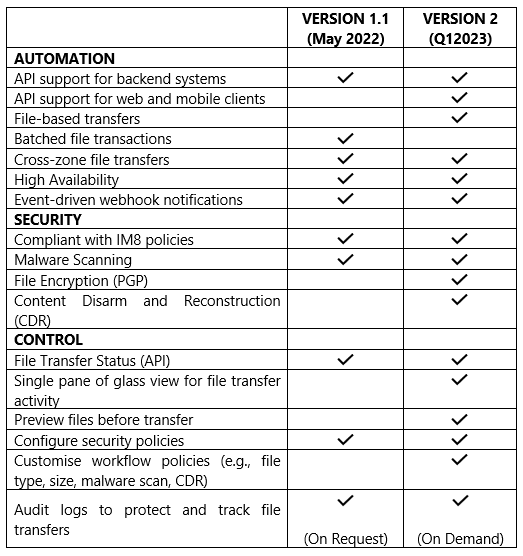 VERSION 1.1 VERSION 2
(May 2022) (Q12023)
AUTOMATION
API support for backend systems ✓ ✓
API support for web and mobile clients ✓
File-based transfers ✓
Batched file transactions ✓
Cross-zone file transfers ✓ ✓
High Availability ✓ ✓
Event-driven webhook notifications ✓ ✓
SECURITY
Compliant with IM8 policies ✓ ✓
Malware Scanning ✓ ✓
File Encryption (PGP) ✓
Content Disarm and Reconstruction ✓
(CDR)
CONTROL
File Transfer Status (API) ✓ ✓
Single pane of glass view for file transfer ✓
activity
Preview files before transfer ✓
Configure security policies ✓ ✓
Customise workflow policies (e.g., file ✓
type, size, malware scan, CDR)
Audit logs to protect and track file ✓ ✓
transfers (On Request) (On Demand)